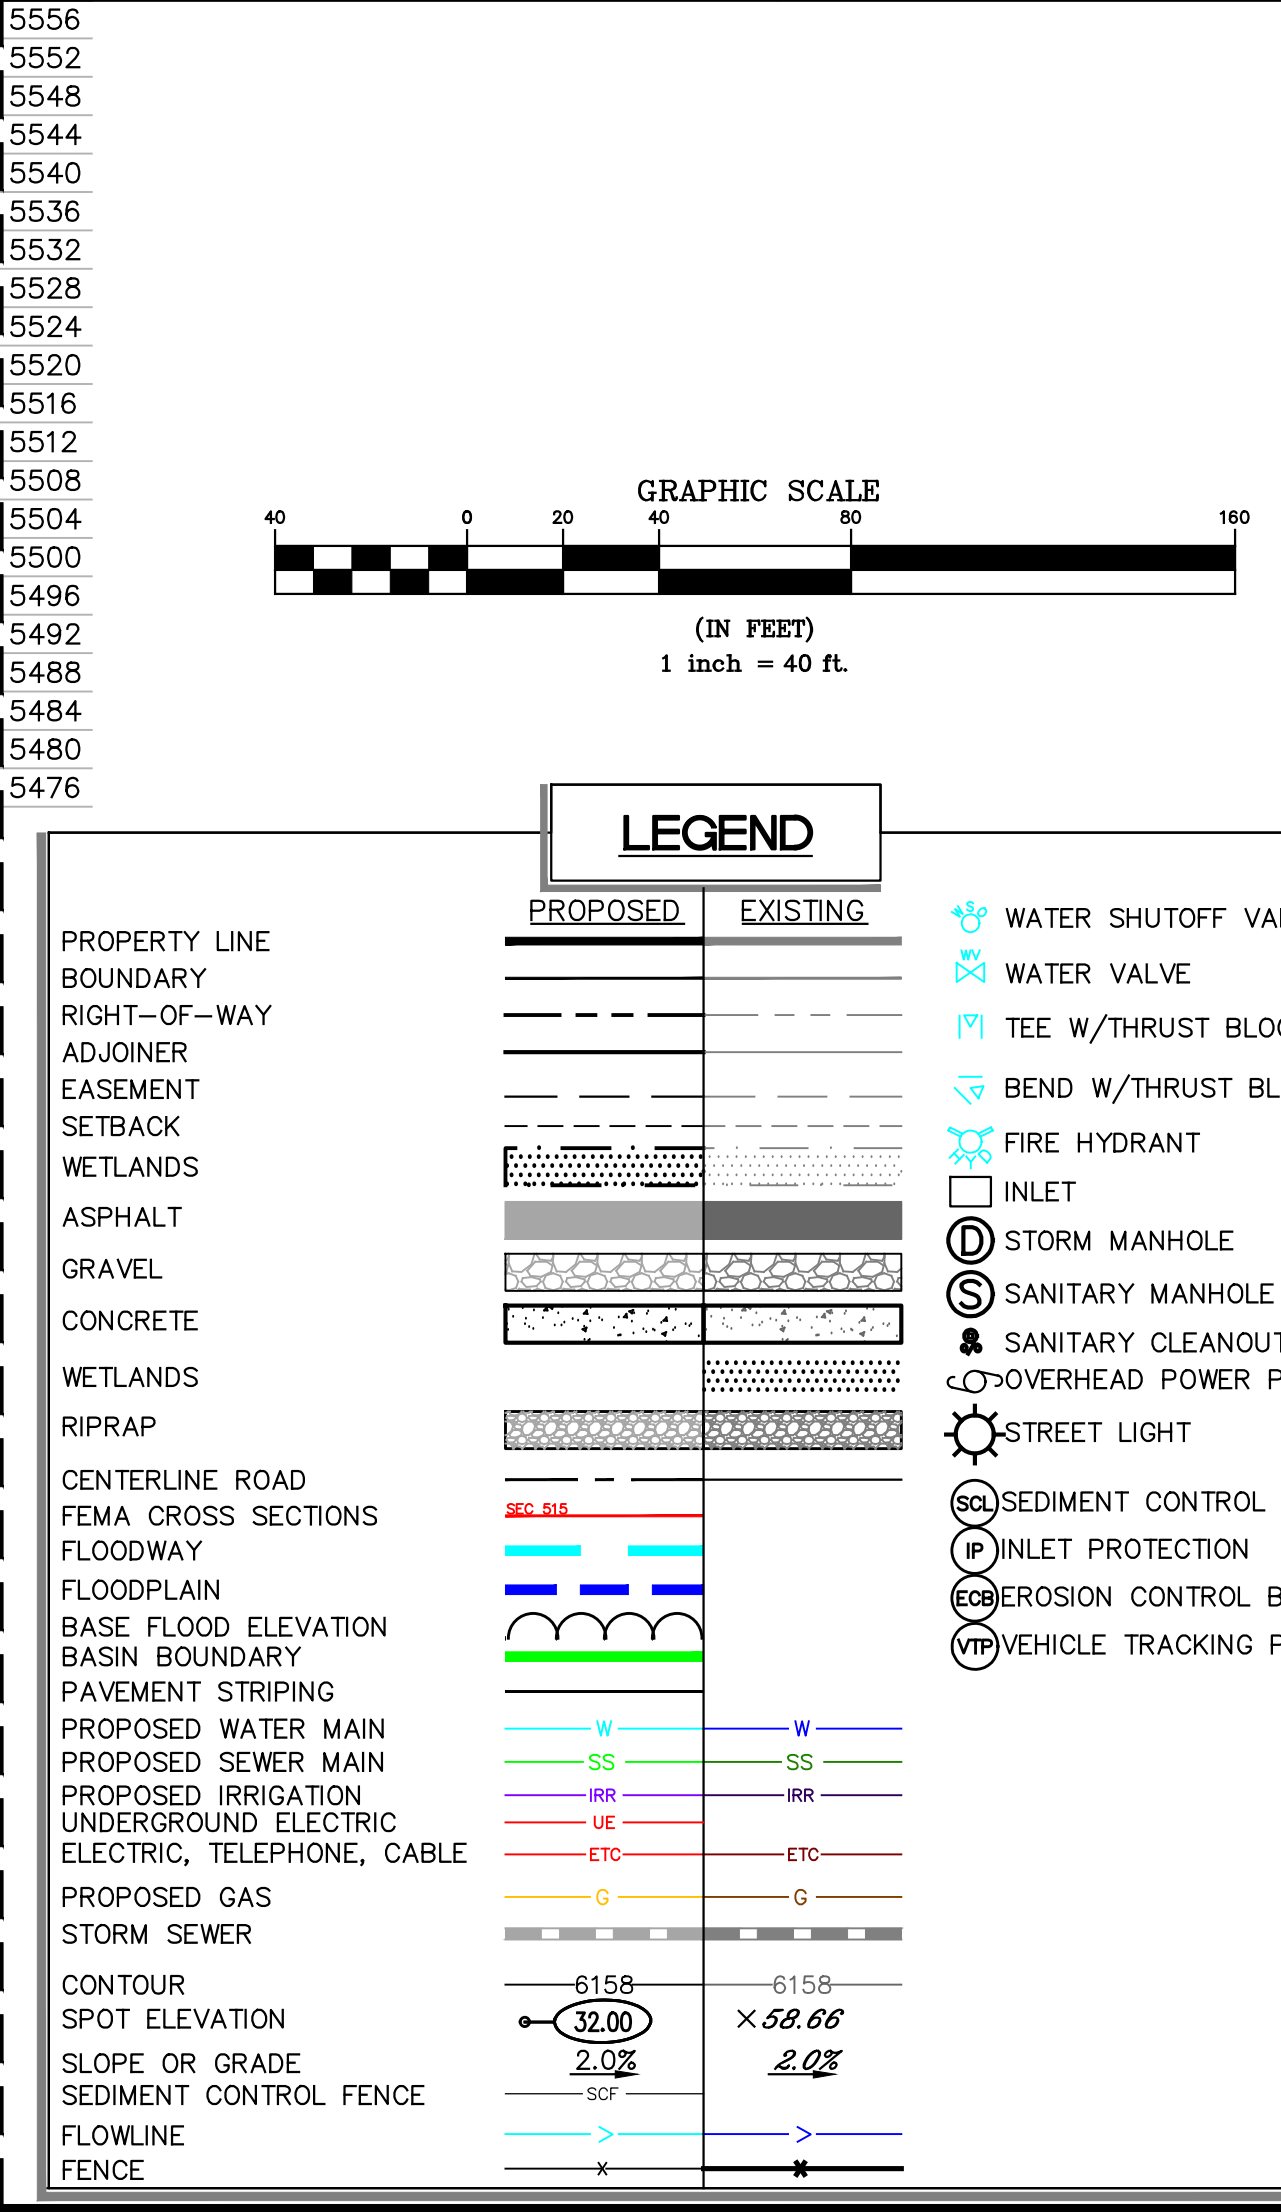 5556
5552
5548
5544
5540
5536
5532
5528
5524
5520
5516
5512
5508
5504
5500
5496
5492
5488
5484
5480
5476
GRAPHIC SCALE
40 0 20 40 80 160
(IN FEET)
1 inch = 40 ft.
LEGEND
PROPOSED EXISTING
PROPERTY LINE
BOUNDARY
RIGHT-OF-WAY
ADJOINER
EASEMENT
SETBACK
WETLANDS
ASPHALT
GRAVEL
CONCRETE
WETLANDS
RIPRAP
CENTERLINE ROAD
FEMA CROSS SECTIONS SEC 515
FLOODWAY
FLOODPLAIN
BASE FLOOD ELEVATION
BASIN BOUNDARY
PAVEMENT STRIPING
PROPOSED WATER MAIN W W
PROPOSED SEWER MAIN SS SS
PROPOSED IRRIGATION IRR IRR
UNDERGROUND ELECTRIC UE
ELECTRIC, TELEPHONE, CABLE ETC ETC
PROPOSED GAS G G
STORM SEWER
CONTOUR 6158 6158
SPOT ELEVATION 32.00 ×58.66
SLOPE OR GRADE 2.0% 2.0%
SEDIMENT CONTROL FENCE SCF
FLOWLINE > >
FENCE X X
WS WATER SHUTOFF VA
WV WATER VALVE
TEE W/THRUST BLO
BEND W/THRUST BL
FIRE HYDRANT
INLET
D STORM MANHOLE
S SANITARY MANHOLE
SANITARY CLEANOUT
OVERHEAD POWER P
STREET LIGHT
SCL SEDIMENT CONTROL
IP INLET PROTECTION
ECB EROSION CONTROL B
VTP VEHICLE TRACKING P